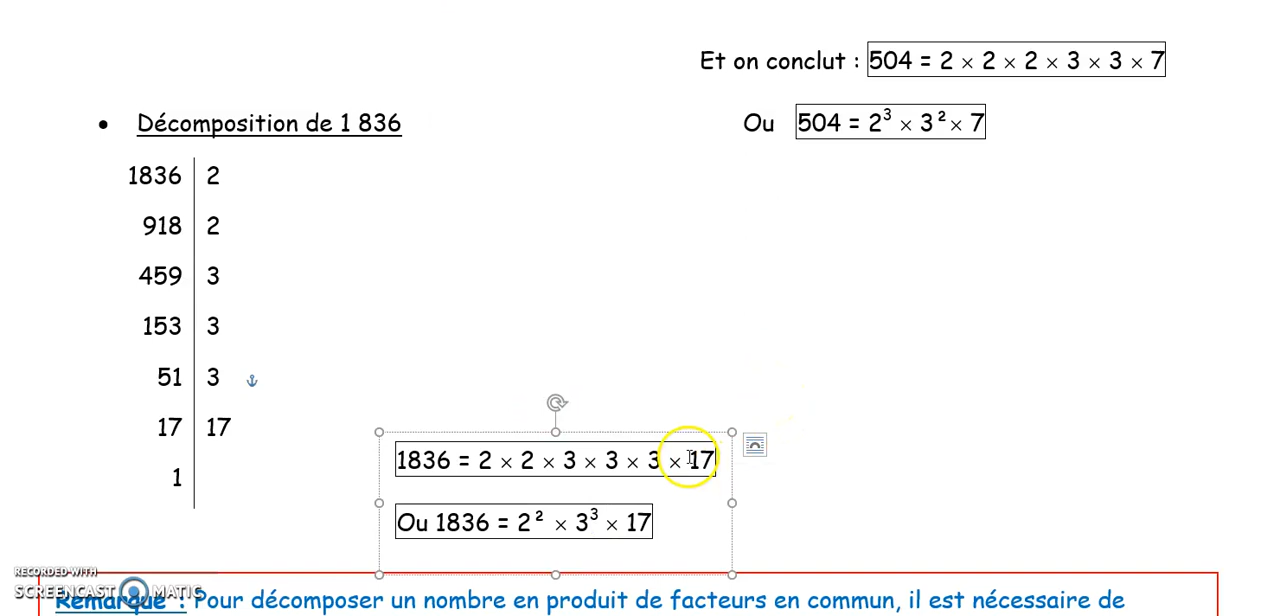 Et on conclut : 504 = 2 × 2 × 2 × 3 × 3 × 7
• Décomposition de 1 836
Ou 504 = 2³ × 3² × 7
1836 | 2
918 | 2
459 | 3
153 | 3
51 | 3
17 | 17
1
1836 = 2 × 2 × 3 × 3 × 3 × 17
Ou 1836 = 2² × 3³ × 17
RECORDED WITH
SCREENCAST MATIC
Remarque : Pour décomposer un nombre en produit de facteurs en commun, il est nécessaire de